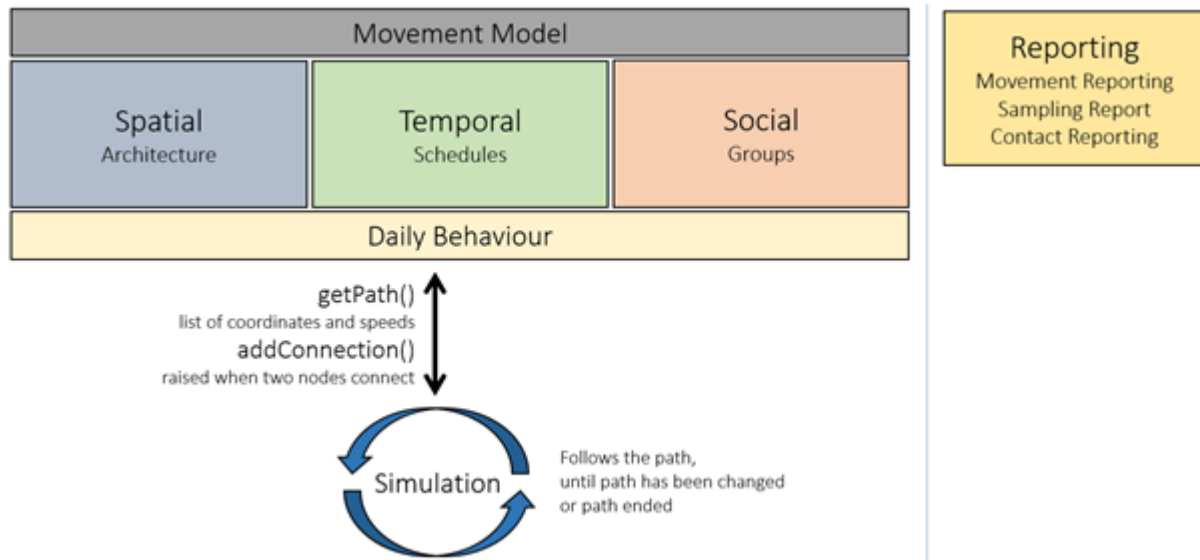 Movement Model
Spatial
Architecture
Temporal
Schedules
Social
Groups
Daily Behaviour
getPath()
list of coordinates and speeds
addConnection()
raised when two nodes connect
Simulation
Follows the path,
until path has been changed
or path ended
Reporting
Movement Reporting
Sampling Report
Contact Reporting